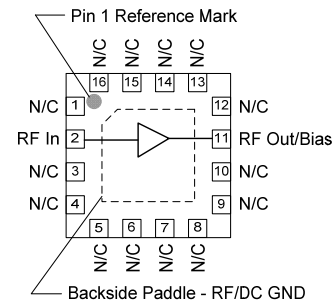 Pin 1 Reference Mark
N/C N/C N/C N/C
16 15 14 13
N/C 1 12 N/C
RF In 2 11 RF Out/Bias
N/C 3 10 N/C
N/C 4 9 N/C
5 6 7 8
N/C N/C N/C N/C
Backside Paddle - RF/DC GND